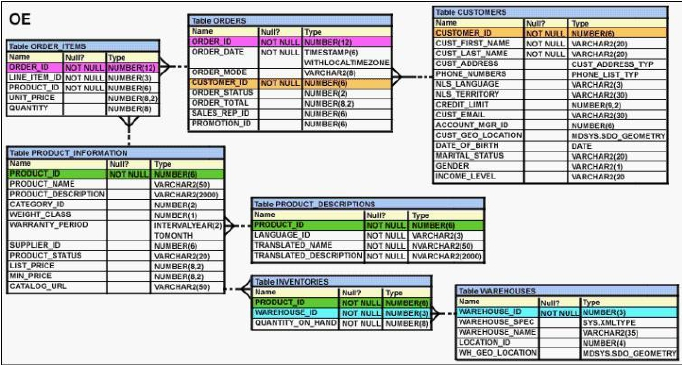 OE
Table ORDER_ITEMS
Name Null? Type
ORDER_ID NOT NULL NUMBER(12)
LINE_ITEM_ID NOT NULL NUMBER(3)
PRODUCT_ID NOT NULL NUMBER(6)
UNIT_PRICE NUMBER(8,2)
QUANTITY NUMBER(8)
Table ORDERS
Name Null? Type
ORDER_ID NOT NULL NUMBER(12)
ORDER_DATE NOT NULL TIMESTAMP(6)
WITHLOCALTIMEZONE
ORDER_MODE VARCHAR2(8)
CUSTOMER_ID NOT NULL NUMBER(6)
ORDER_STATUS NUMBER(2)
ORDER_TOTAL NUMBER(8,2)
SALES_REP_ID NUMBER(6)
PROMOTION_ID NUMBER(6)
Table CUSTOMERS
Name Null? Type
CUSTOMER_ID NOT NULL NUMBER(6)
CUST_FIRST_NAME NOT NULL VARCHAR2(20)
CUST_LAST_NAME NOT NULL VARCHAR2(20)
CUST_ADDRESS CUST_ADDRESS_TYP
PHONE_NUMBERS PHONE_LIST_TYP
NLS_LANGUAGE VARCHAR2(3)
NLS_TERRITORY VARCHAR2(30)
CREDIT_LIMIT NUMBER(9,2)
CUST_EMAIL VARCHAR2(30)
ACCOUNT_MGR_ID NUMBER(6)
CUST_GEO_LOCATION MDSYS.SDO_GEOMETRY
DATE_OF_BIRTH DATE
MARITAL_STATUS VARCHAR2(20)
GENDER VARCHAR2(1)
INCOME_LEVEL VARCHAR2(20)
Table PRODUCT_INFORMATION
Name Null? Type
PRODUCT_ID NOT NULL NUMBER(6)
PRODUCT_NAME VARCHAR2(50)
PRODUCT_DESCRIPTION VARCHAR2(2000)
CATEGORY_ID NUMBER(2)
WEIGHT_CLASS NUMBER(1)
WARRANTY_PERIOD INTERVALYEAR(2)
TOMONTH
SUPPLIER_ID NUMBER(6)
PRODUCT_STATUS VARCHAR2(20)
LIST_PRICE NUMBER(8,2)
MIN_PRICE NUMBER(8,2)
CATALOG_URL VARCHAR2(50)
Table PRODUCT_DESCRIPTIONS
Name Null? Type
PRODUCT_ID NOT NULL NUMBER(6)
LANGUAGE_ID NOT NULL VARCHAR2(3)
TRANSLATED_NAME NOT NULL NVARCHAR2(50)
TRANSLATED_DESCRIPTION NOT NULL NVARCHAR2(2000)
Table INVENTORIES
Name Null? Type
PRODUCT_ID NOT NULL NUMBER(6)
WAREHOUSE_ID NOT NULL NUMBER(3)
QUANTITY_ON_HAND NOT NULL NUMBER(8)
Table WAREHOUSES
Name Null? Type
WAREHOUSE_ID NOT NULL NUMBER(3)
WAREHOUSE_SPEC SYS.XMLTYPE
WAREHOUSE_NAME VARCHAR2(35)
LOCATION_ID NUMBER(4)
WH_GEO_LOCATION MDSYS.SDO_GEOMETRY